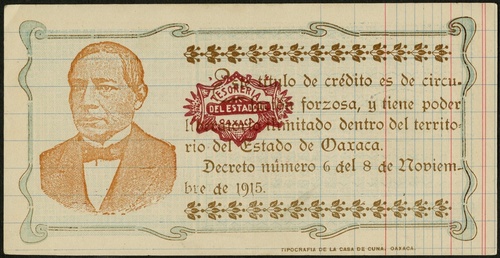 título de crédito es de circu-
forzosa, y tiene poder
ilimitado dentro del territo-
rio del Estado de Oaxaca.
Decreto número 6 del 8 de Noviem-
bre de 1915.
TESORERIA
DEL ESTADO DE
OAXACA
TIPOGRAFIA DE LA CASA DE CUNA. OAXACA.